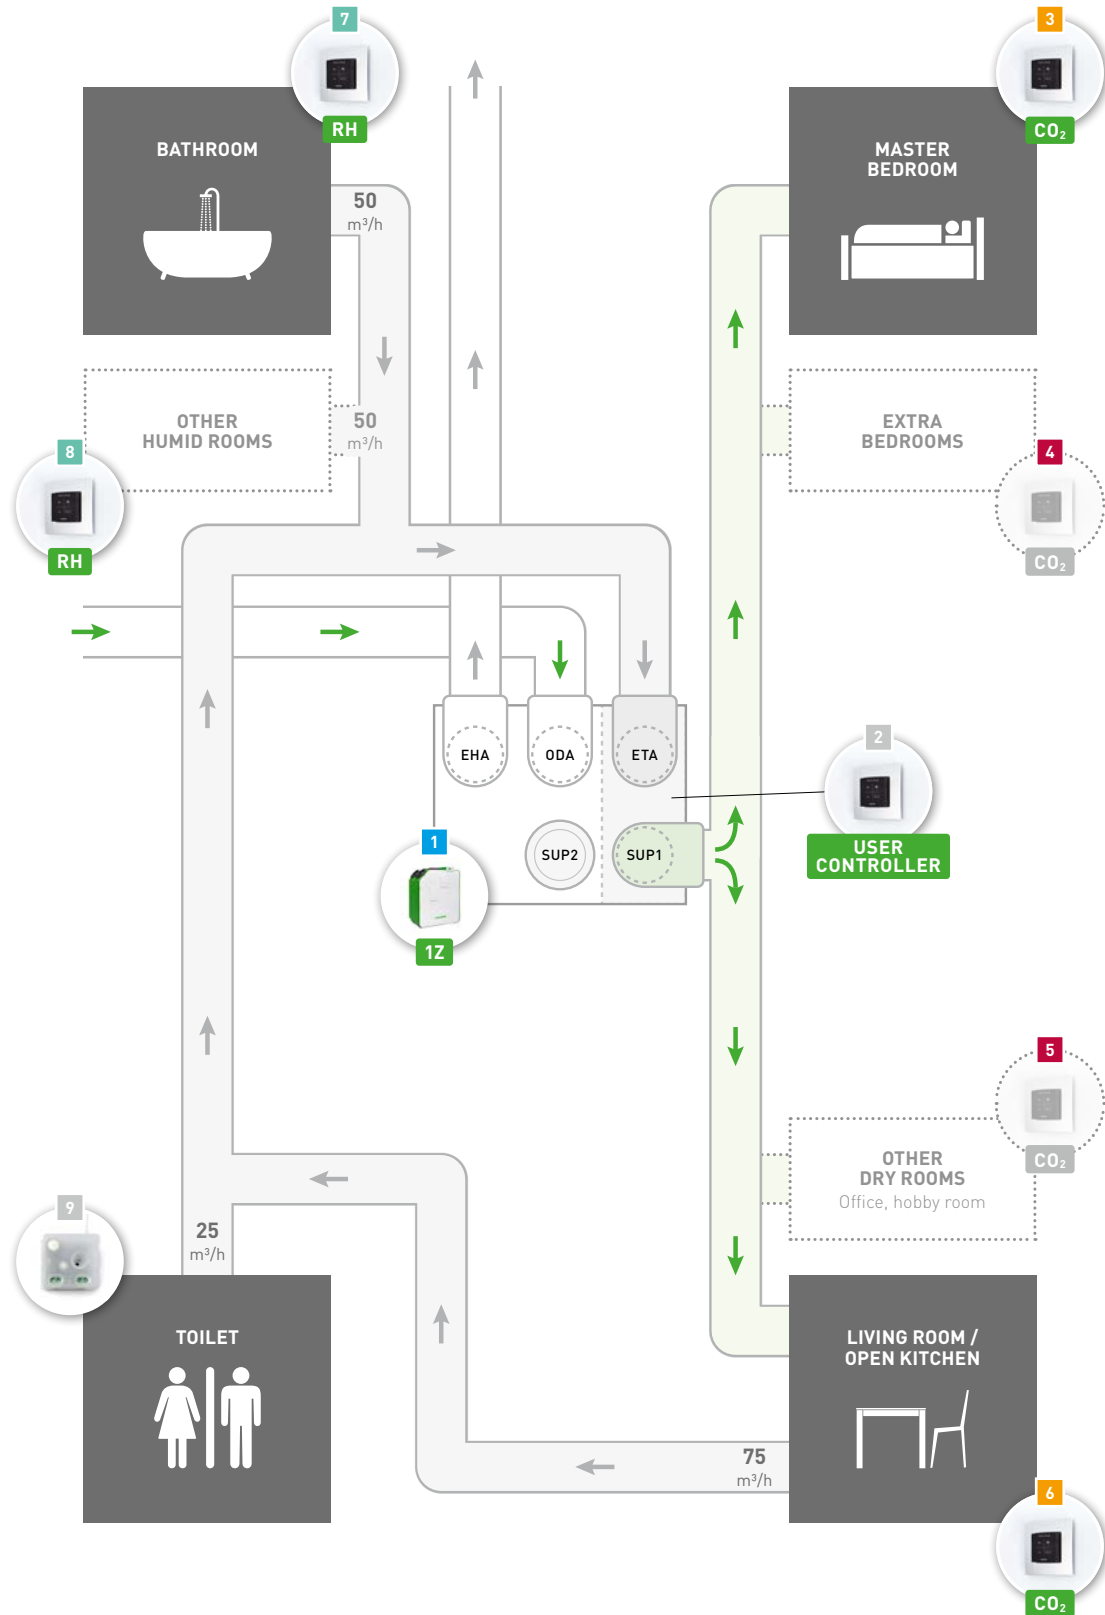 7
RH
BATHROOM
50
m³/h
3
CO₂
MASTER
BEDROOM
OTHER
HUMID ROOMS
50
m³/h
8
RH
EXTRA
BEDROOMS
4
CO₂
EHA
ODA
ETA
SUP2
SUP1
1
1Z
2
USER
CONTROLLER
5
CO₂
OTHER
DRY ROOMS
Office, hobby room
9
25
m³/h
TOILET
LIVING ROOM /
OPEN KITCHEN
75
m³/h
6
CO₂